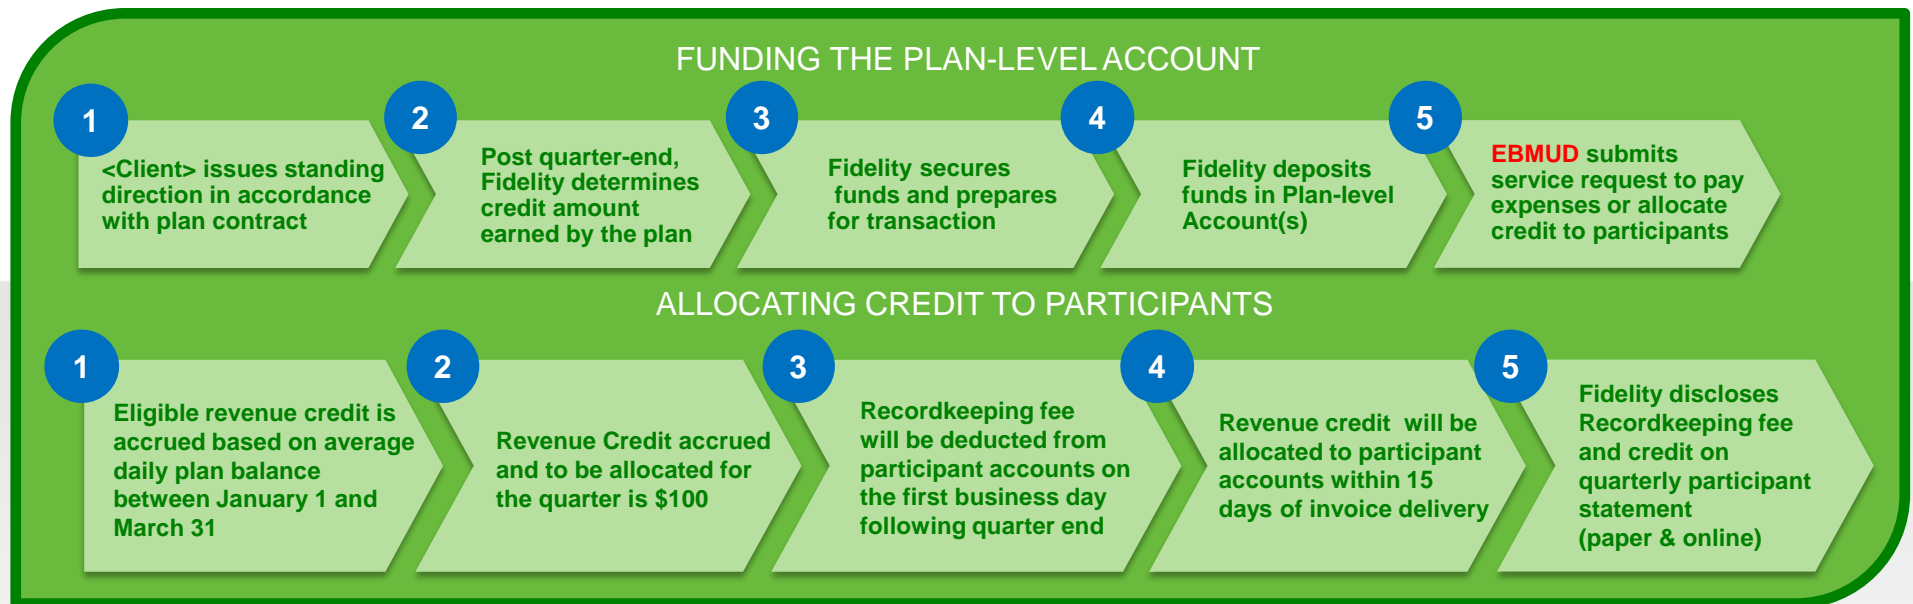 FUNDING THE PLAN-LEVEL ACCOUNT
1
<Client> issues standing
direction in accordance
with plan contract
2
Post quarter-end,
Fidelity determines
credit amount
earned by the plan
3
Fidelity secures
funds and prepares
for transaction
4
Fidelity deposits
funds in Plan-level
Account(s)
5
EBMUD submits
service request to pay
expenses or allocate
credit to participants
ALLOCATING CREDIT TO PARTICIPANTS
1
Eligible revenue credit is
accrued based on average
daily plan balance
between January 1 and
March 31
2
Revenue Credit accrued
and to be allocated for
the quarter is $100
3
Recordkeeping fee
will be deducted from
participant accounts on
the first business day
following quarter end
4
Revenue credit will be
allocated to participant
accounts within 15
days of invoice delivery
5
Fidelity discloses
Recordkeeping fee
and credit on
quarterly participant
statement
(paper & online)